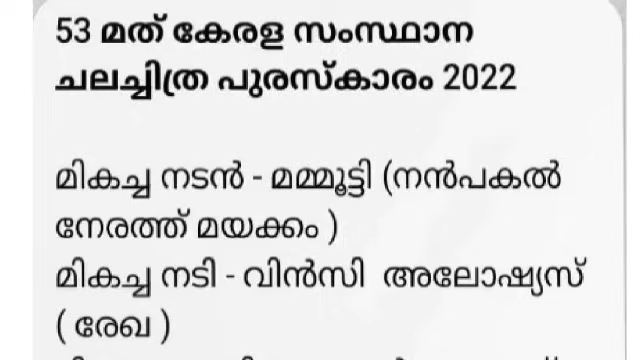 53 മത് കേരള സംസ്ഥാന
ചലച്ചിത്ര പുരസ്കാരം 2022
മികച്ച നടൻ - മമ്മൂട്ടി (നൻപകൽ
നേരത്ത് മയക്കം )
മികച്ച നടി - വിൻസി അലോഷ്യസ്
( രേഖ )